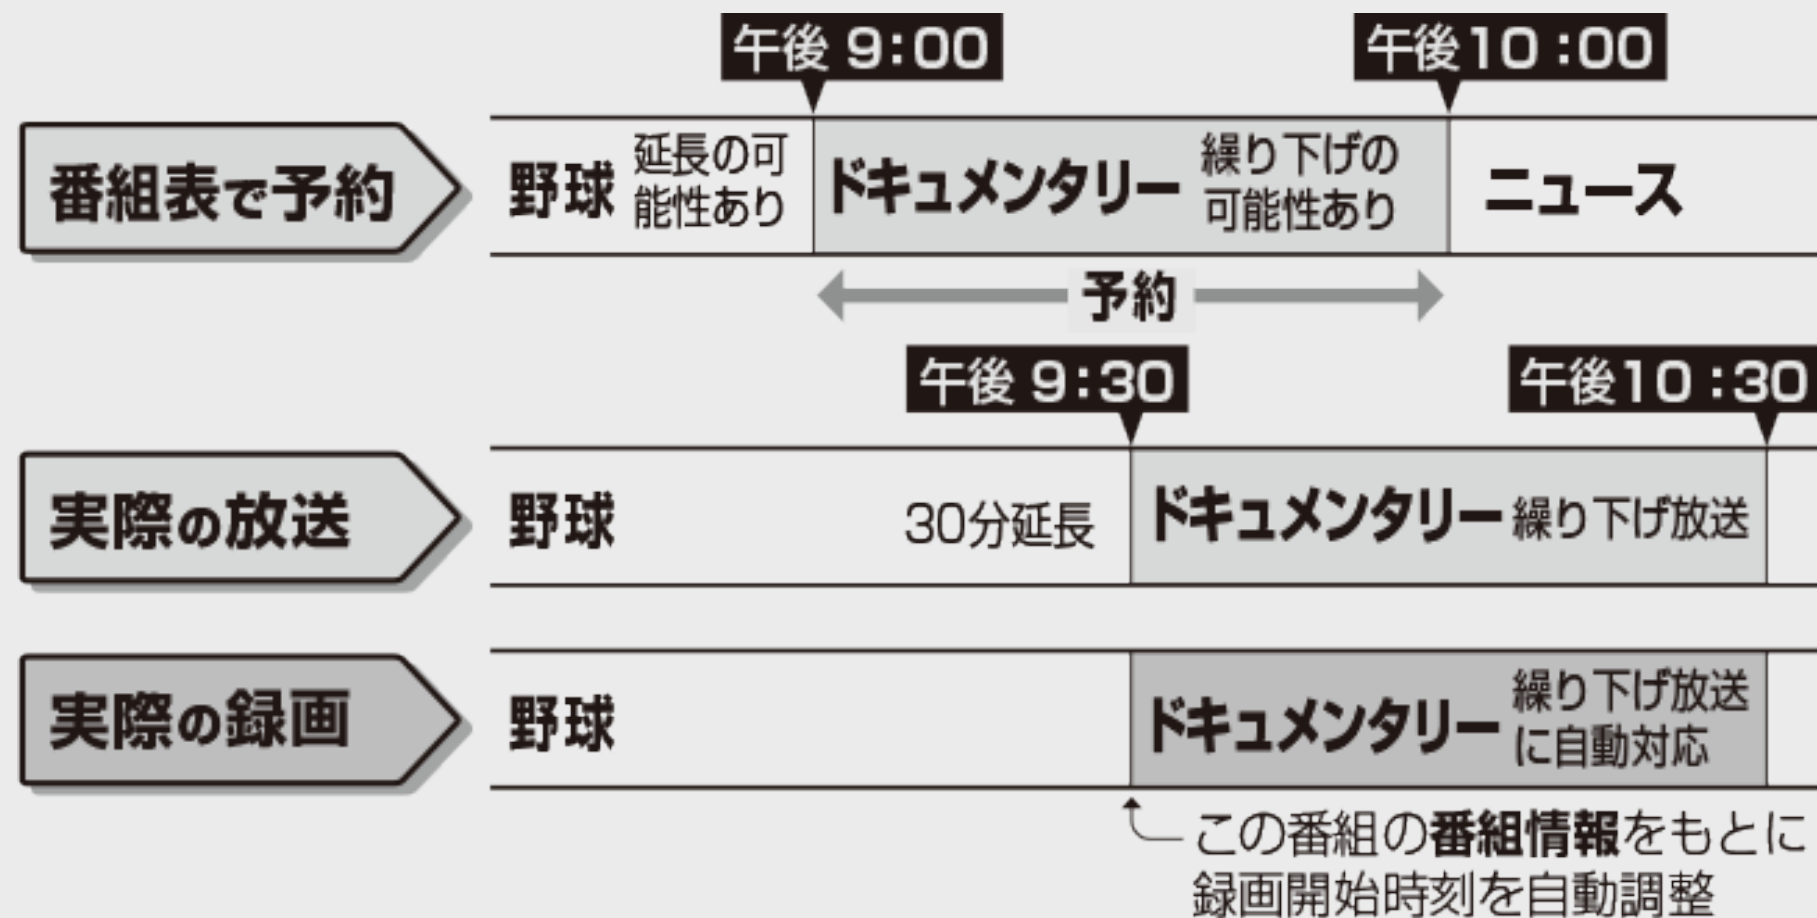 午後 9:00
午後10:00
番組表で予約
野球
延長の可
能性あり
ドキュメンタリー
繰り下げの
可能性あり
ニュース
予約
午後 9:30
午後10:30
実際の放送
野球
30分延長
ドキュメンタリー
繰り下げ放送
実際の録画
野球
ドキュメンタリー
繰り下げ放送
に自動対応
この番組の番組情報をもとに
録画開始時刻を自動調整